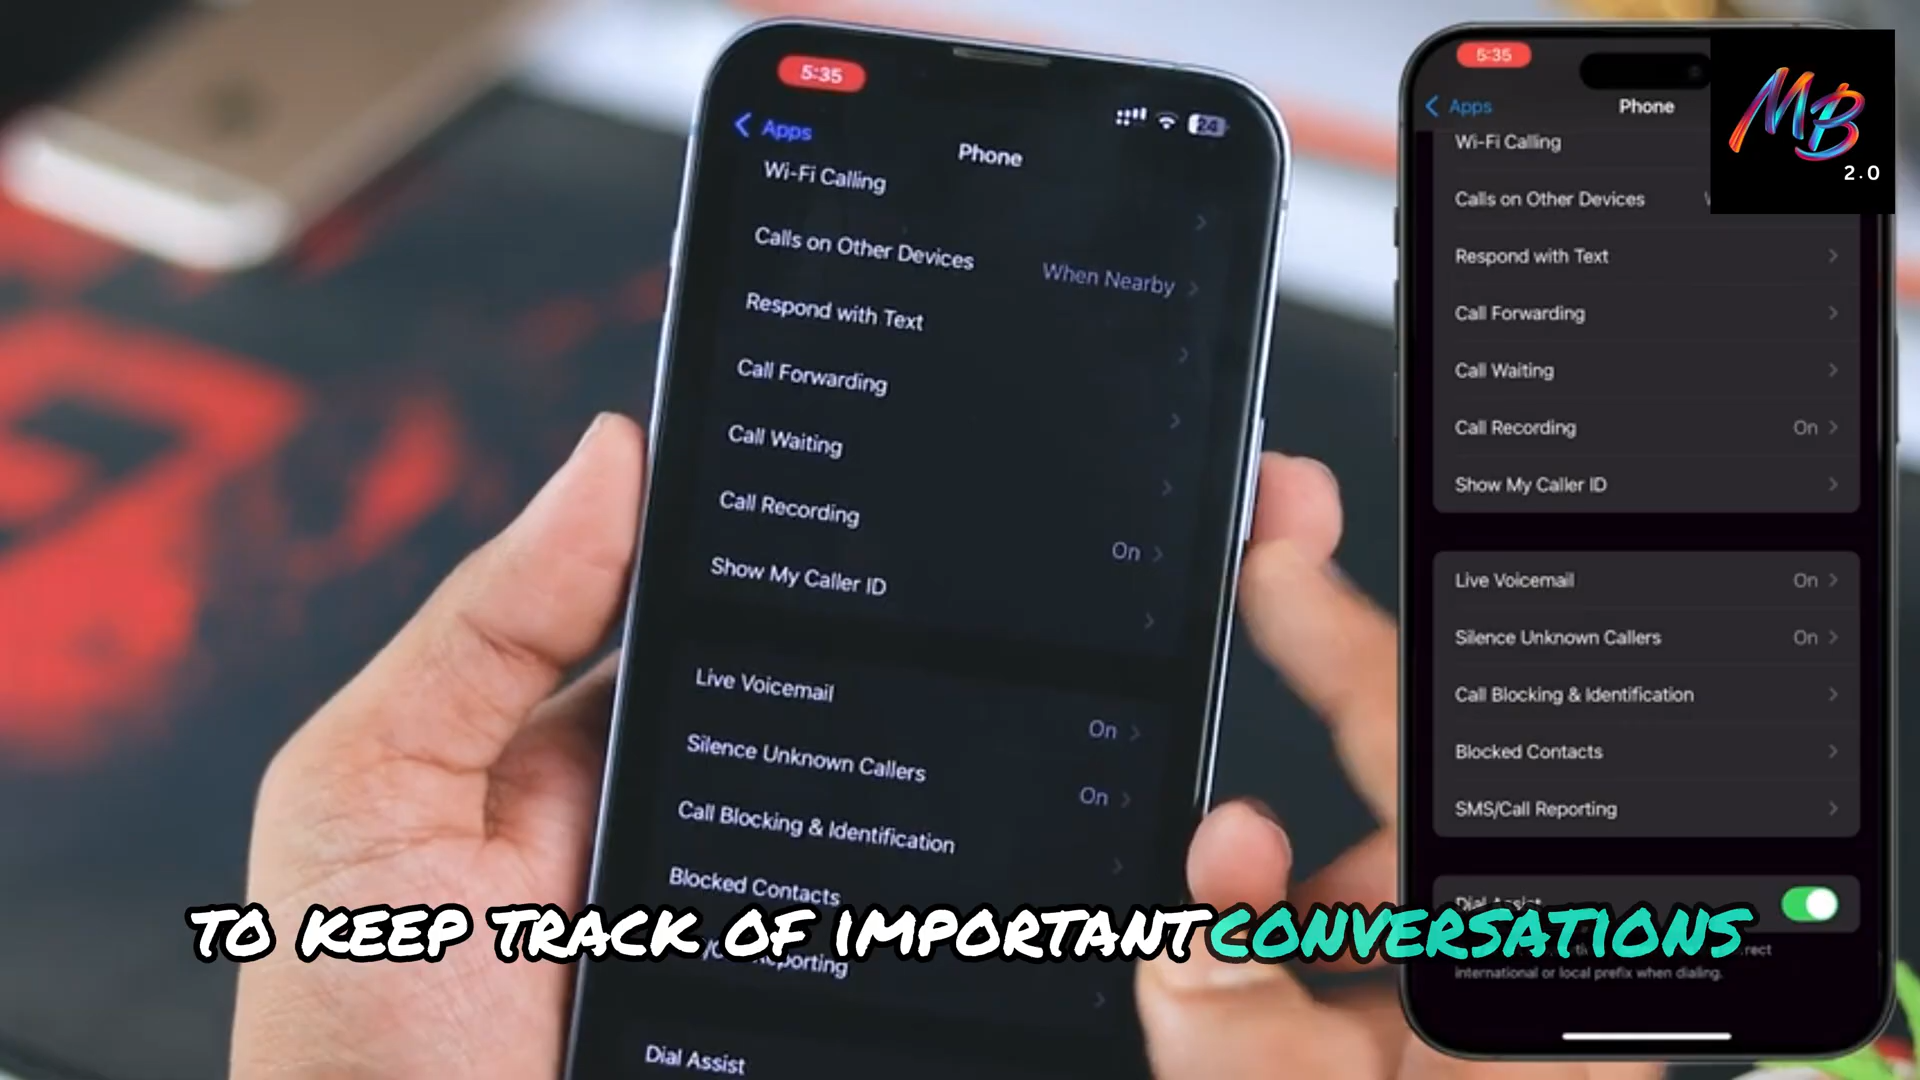 5:35
24
Apps
Phone
Wi-Fi Calling
Calls on Other Devices
When Nearby
Respond with Text
Call Forwarding
Call Waiting
Call Recording
On
Show My Caller ID
Live Voicemail
On
Silence Unknown Callers
On
Call Blocking & Identification
Blocked Contacts
porting
Dial Assist
5:35
Apps
Phone
Wi-Fi Calling
Calls on Other Devices
Respond with Text
Call Forwarding
Call Waiting
Call Recording On
Show My Caller ID
Live Voicemail On
Silence Unknown Callers On
Call Blocking & Identification
Blocked Contacts
SMS/Call Reporting
Dial Assist
international or local prefix when dialing.
MB
2.0
TO KEEP TRACK OF IMPORTANT CONVERSATIONS